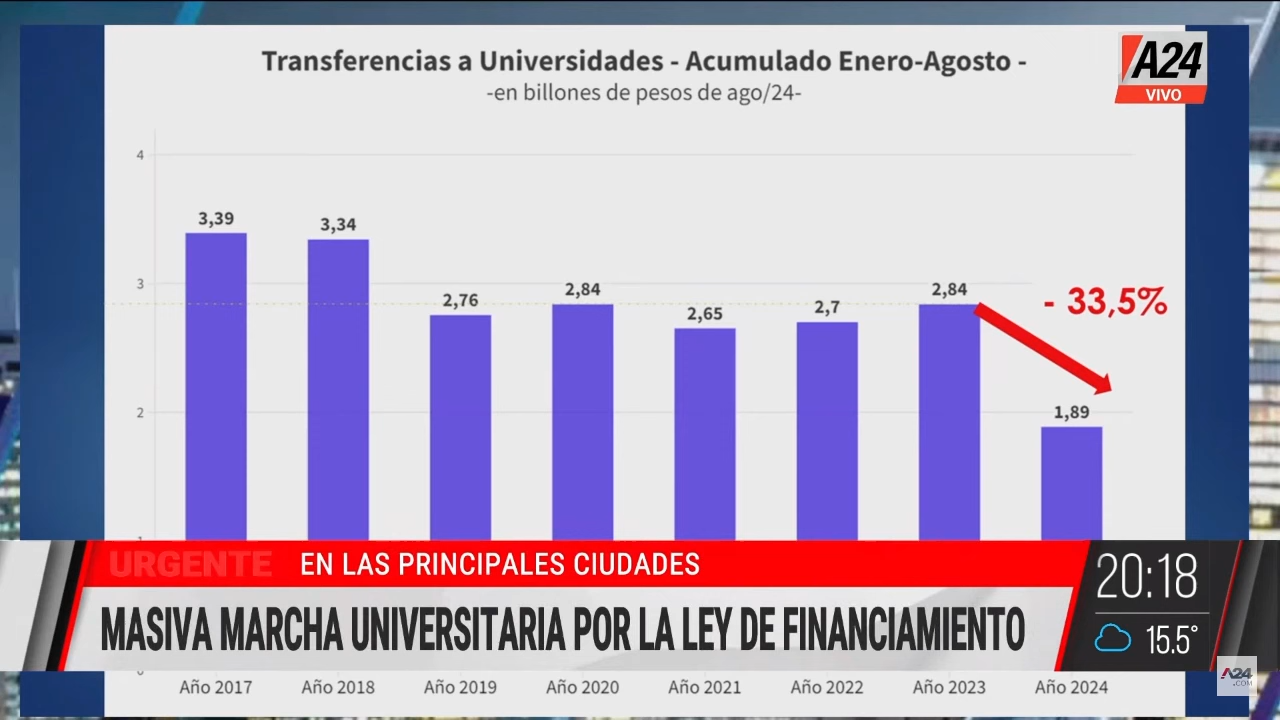 Transferencias a Universidades - Acumulado Enero-Agosto -
-en billones de pesos de ago/24-
A24
VIVO
4
3,39
3,34
3
2,76
2,84
2,65
2,7
2,84
- 33,5%
2
1,89
1
URGENTE
EN LAS PRINCIPALES CIUDADES
MASIVA MARCHA UNIVERSITARIA POR LA LEY DE FINANCIAMIENTO
20:18
15.5°
A24
.COM
0
Año 2017
Año 2018
Año 2019
Año 2020
Año 2021
Año 2022
Año 2023
Año 2024